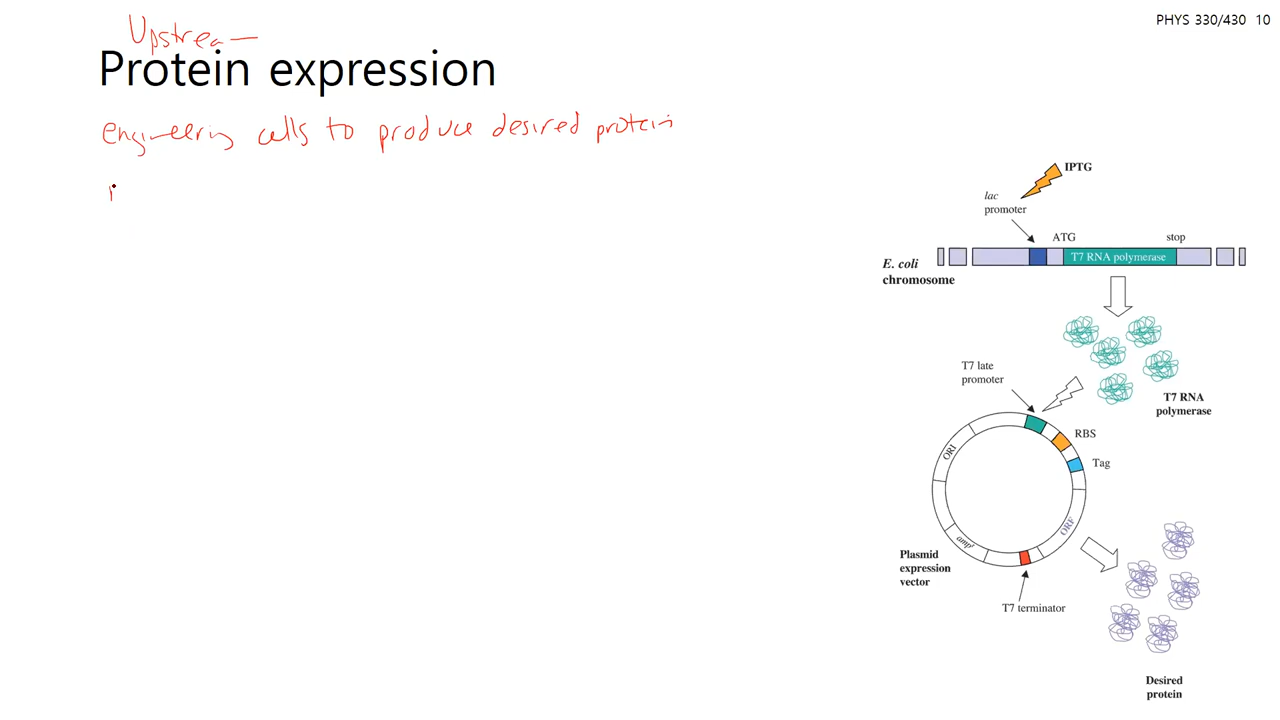 PHYS 330/430 10
Upstream
Protein expression
engineering cells to produce desired protein
IPTG
lac
promoter
ATG
stop
T7 RNA polymerase
E. coli
chromosome
T7 late
promoter
T7 RNA
polymerase
RBS
Tag
ORI
ORF
ampr
Plasmid
expression
vector
T7 terminator
Desired
protein